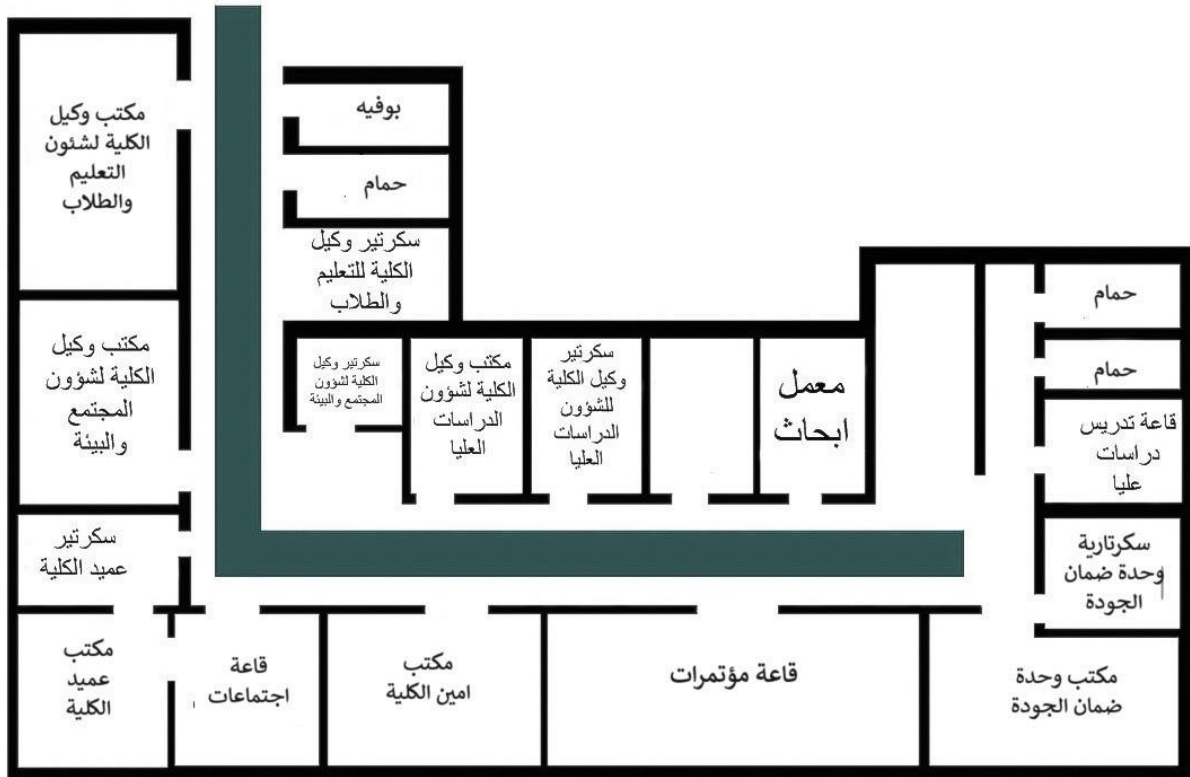 مكتب وكيل
الكلية لشئون
التعليم
والطلاب
بوفيه
حمام
سكرتير وكيل
الكلية للتعليم
والطلاب
مكتب وكيل
الكلية لشؤون
المجتمع
والبيئة
سكرتير وكيل
الكلية لشؤون
المجتمع والبيئة
مكتب وكيل
الكلية لشؤون
الدراسات
العليا
سكرتير
وكيل الكلية
للشؤون
الدراسات
العليا
معمل
ابحاث
حمام
حمام
قاعة تدريس
دراسات
عليا
سكرتارية
وحدة ضمان
الجودة
سكرتير
عميد الكلية
مكتب
عميد
الكلية
قاعة
اجتماعات
مكتب
امين الكلية
قاعة مؤتمرات
مكتب وحدة
ضمان الجودة